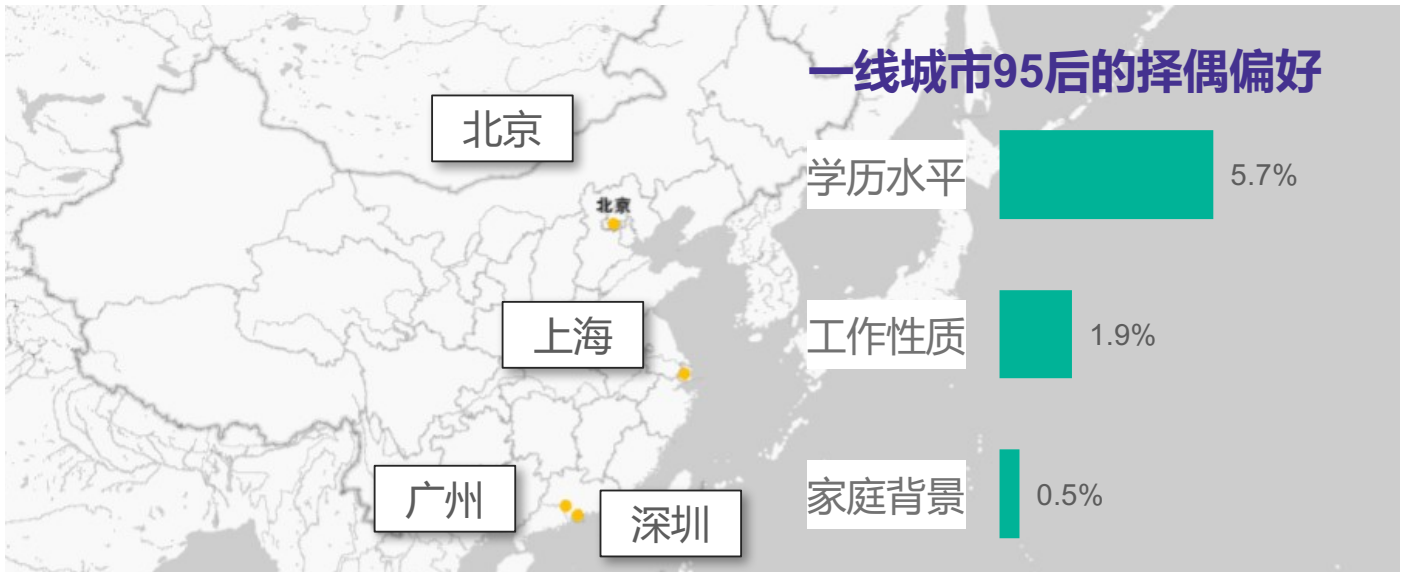 一线城市95后的择偶偏好
北京
北京
上海
广州
深圳
学历水平
5.7%
工作性质
1.9%
家庭背景
0.5%